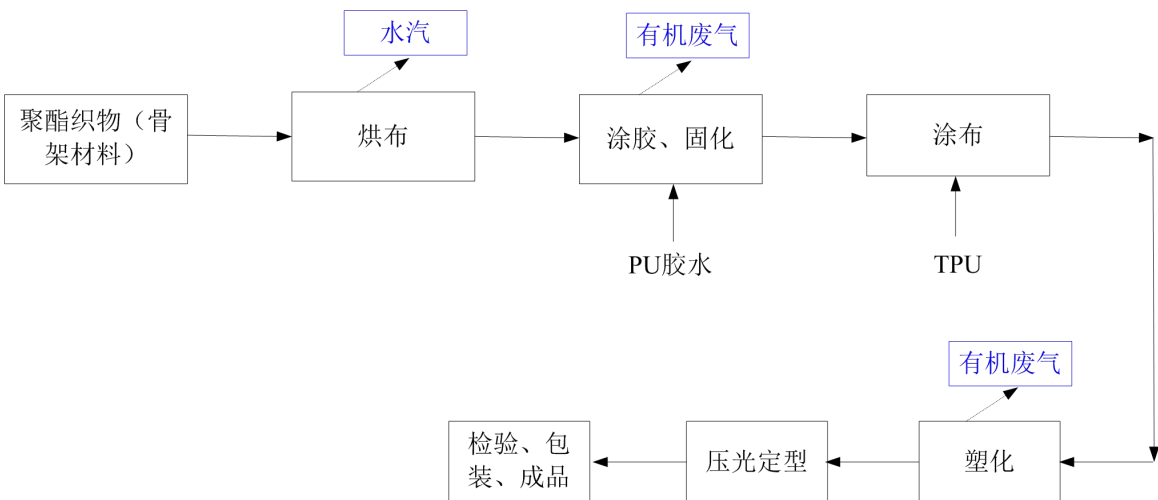 水汽
有机废气
聚酯织物（骨
架材料）
烘布
涂胶、固化
涂布
PU胶水
TPU
有机废气
检验、包
装、成品
压光定型
塑化